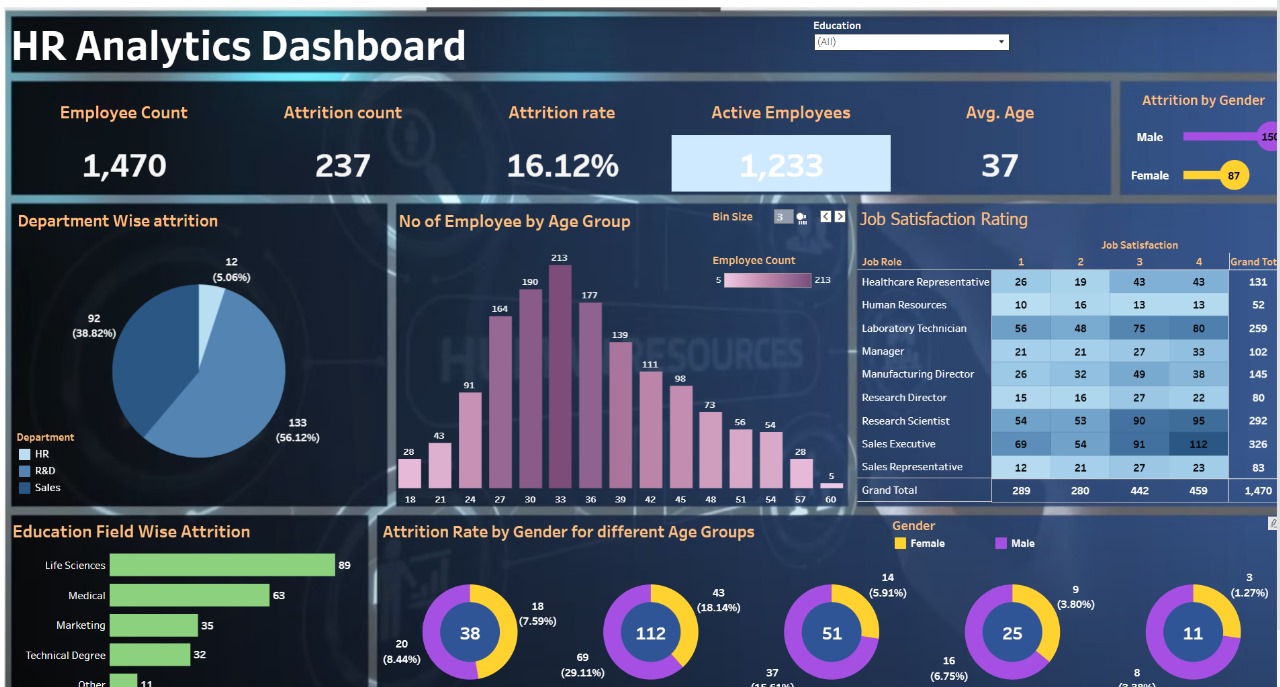 HR Analytics Dashboard
Education
(All)
Employee Count
1,470
Attrition count
237
Attrition rate
16.12%
Active Employees
1,233
Avg. Age
37
Attrition by Gender
Male 150
Female 87
Department Wise attrition
12
(5.06%)
92
(38.82%)
133
(56.12%)
Department
HR
R&D
Sales
No of Employee by Age Group
Bin Size 3
Employee Count
5 213
28 43 91 164 190 213 177 139 111 98 73 56 54 28 5
18 21 24 27 30 33 36 39 42 45 48 51 54 57 60
Job Satisfaction Rating
Job Satisfaction
Job Role 1 2 3 4 Grand Tot
Healthcare Representative 26 19 43 43 131
Human Resources 10 16 13 13 52
Laboratory Technician 56 48 75 80 259
Manager 21 21 27 33 102
Manufacturing Director 26 32 49 38 145
Research Director 15 16 27 22 80
Research Scientist 54 53 90 95 292
Sales Executive 69 54 91 112 326
Sales Representative 12 21 27 23 83
Grand Total 289 280 442 459 1,470
Education Field Wise Attrition
Life Sciences 89
Medical 63
Marketing 35
Technical Degree 32
Other 11
Attrition Rate by Gender for different Age Groups
Gender
Female
Male
18
(7.59%)
38
20
(8.44%)
43
(18.14%)
112
69
(29.11%)
14
(5.91%)
51
37
(15.61%)
9
(3.80%)
25
16
(6.75%)
3
(1.27%)
11
8